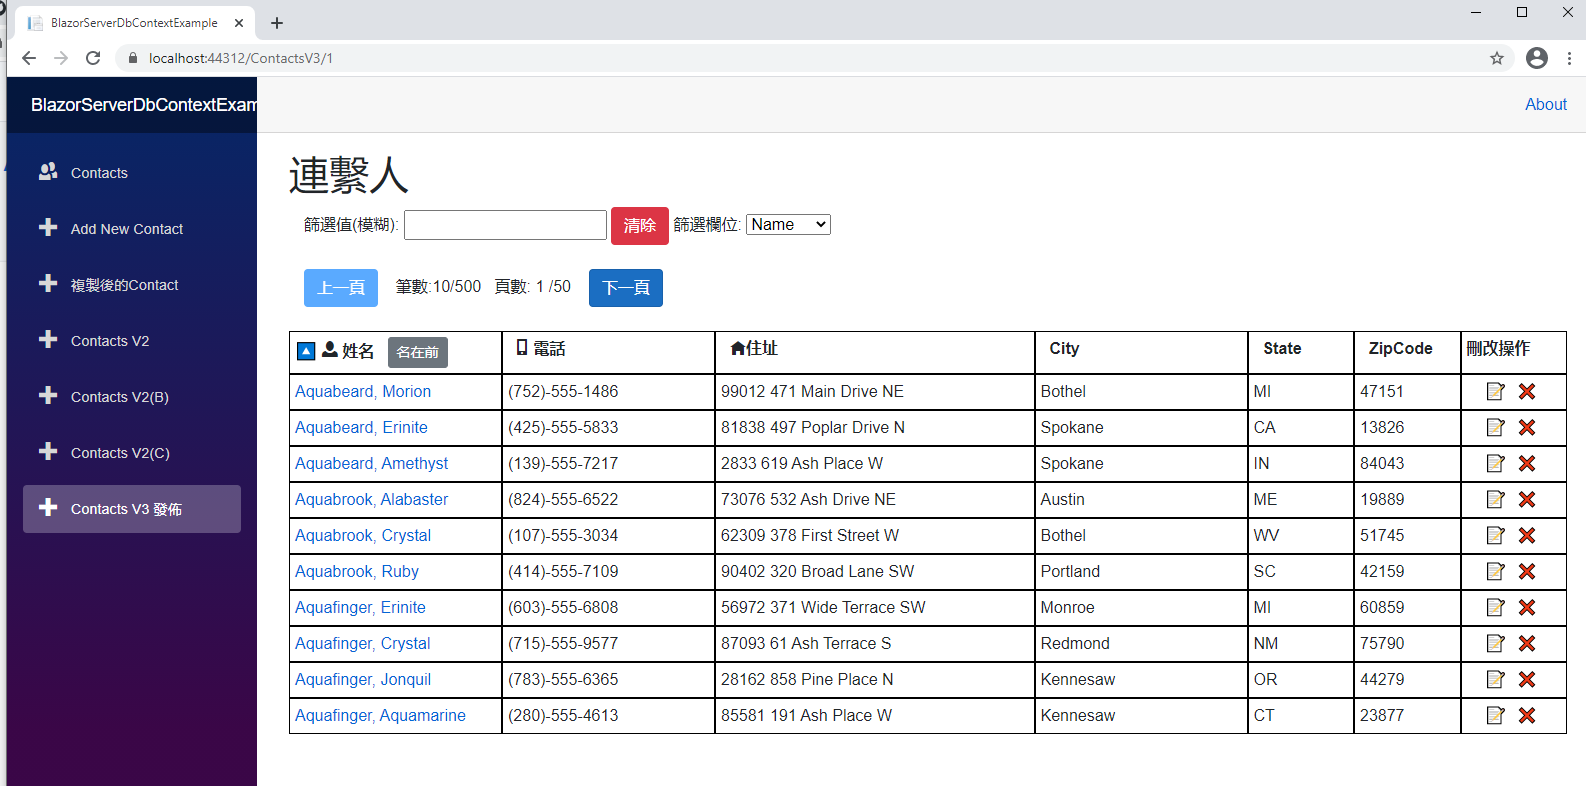 BlazorServerDbContextExample
localhost:44312/ContactsV3/1
BlazorServerDbContextExam
About
Contacts
Add New Contact
複製後的Contact
Contacts V2
Contacts V2(B)
Contacts V2(C)
Contacts V3 發佈
連繫人
篩選值(模糊): 清除 篩選欄位: Name
上一頁 筆數:10/500 頁數: 1 /50 下一頁
姓名 名在前 電話 住址 City State ZipCode 刪改操作
Aquabeard, Morion (752)-555-1486 99012 471 Main Drive NE Bothel MI 47151
Aquabeard, Erinite (425)-555-5833 81838 497 Poplar Drive N Spokane CA 13826
Aquabeard, Amethyst (139)-555-7217 2833 619 Ash Place W Spokane IN 84043
Aquabrook, Alabaster (824)-555-6522 73076 532 Ash Drive NE Austin ME 19889
Aquabrook, Crystal (107)-555-3034 62309 378 First Street W Bothel WV 51745
Aquabrook, Ruby (414)-555-7109 90402 320 Broad Lane SW Portland SC 42159
Aquafinger, Erinite (603)-555-6808 56972 371 Wide Terrace SW Monroe MI 60859
Aquafinger, Crystal (715)-555-9577 87093 61 Ash Terrace S Redmond NM 75790
Aquafinger, Jonquil (783)-555-6365 28162 858 Pine Place N Kennesaw OR 44279
Aquafinger, Aquamarine (280)-555-4613 85581 191 Ash Place W Kennesaw CT 23877